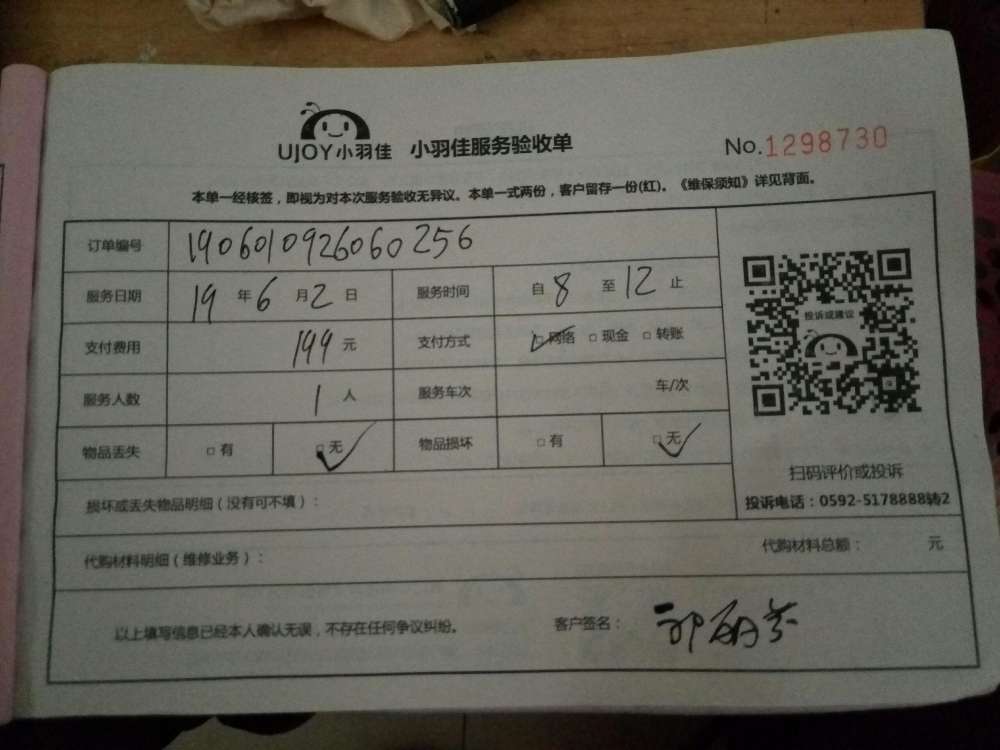 UJOY小羽佳 小羽佳服务验收单 No.1298730
本单一经核签，即视为对本次服务验收无异议。本单一式两份，客户留存一份(红)。《维保须知》详见背面。
订单编号 190601092606025 6
服务日期 19 年 6 月 2 日 服务时间 自 8 至 12 止
支付费用 199 元 支付方式 □网络 □现金 □转账
服务人数 1 人 服务车次 车/次
物品丢失 □有 □无 物品损坏 □有 □无
投诉或建议
扫码评价或投诉
投诉电话：0592-5178888转2
损坏或丢失物品明细（没有可不填）：
代购材料明细（维修业务）： 代购材料总额： 元
以上填写信息已经本人确认无误，不存在任何争议纠纷。 客户签名：